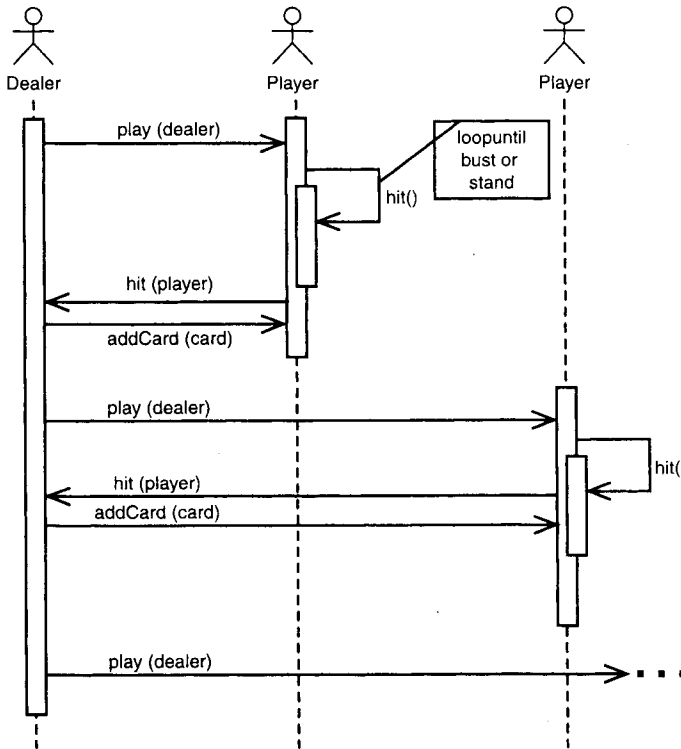 Dealer
Player
Player
play (dealer)
loopuntil
bust or
stand
hit()
hit (player)
addCard (card)
play (dealer)
hit(
hit (player)
addCard (card)
play (dealer)